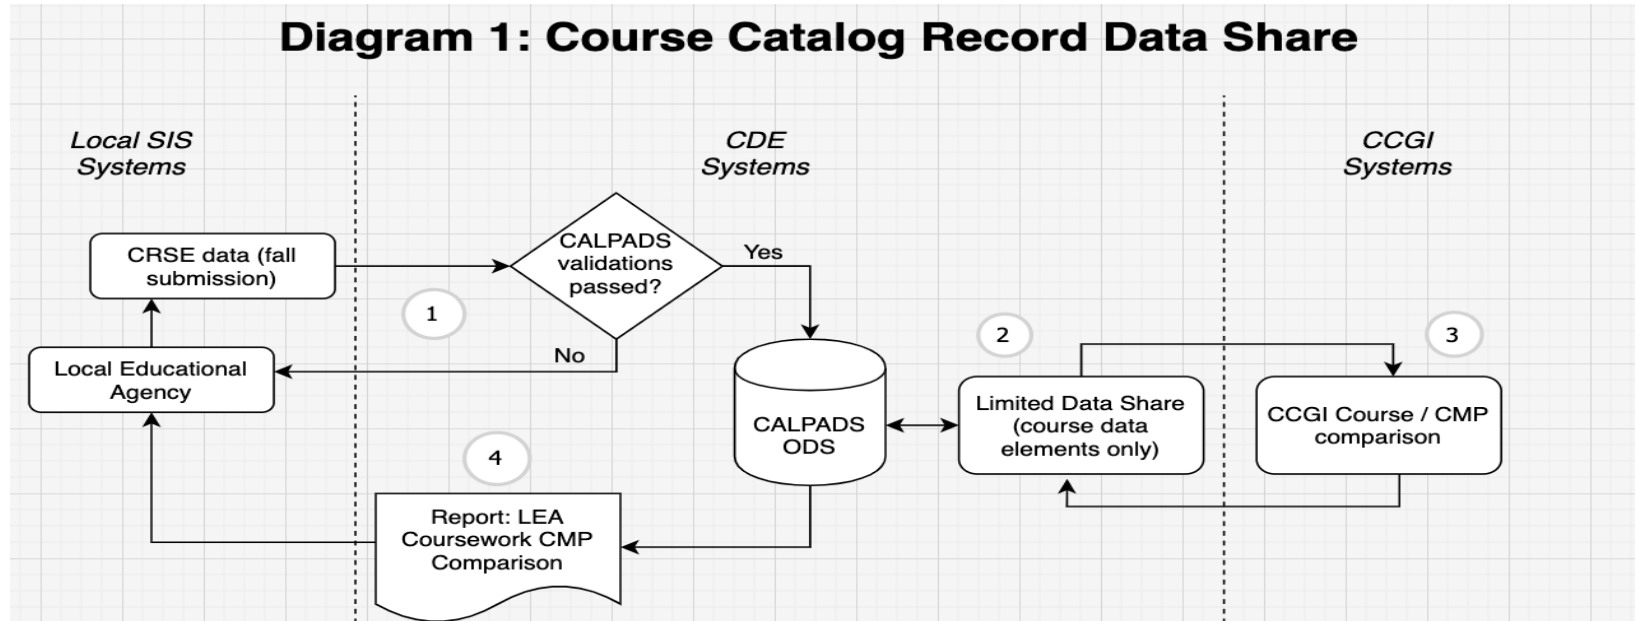 Diagram 1: Course Catalog Record Data Share
Local SIS
Systems
CDE
Systems
CCGI
Systems
CRSE data (fall
submission)
CALPADS
validations
passed?
Yes
1
No
Local Educational
Agency
2
3
CALPADS
ODS
Limited Data Share
(course data
elements only)
CCGI Course / CMP
comparison
4
Report: LEA
Coursework CMP
Comparison